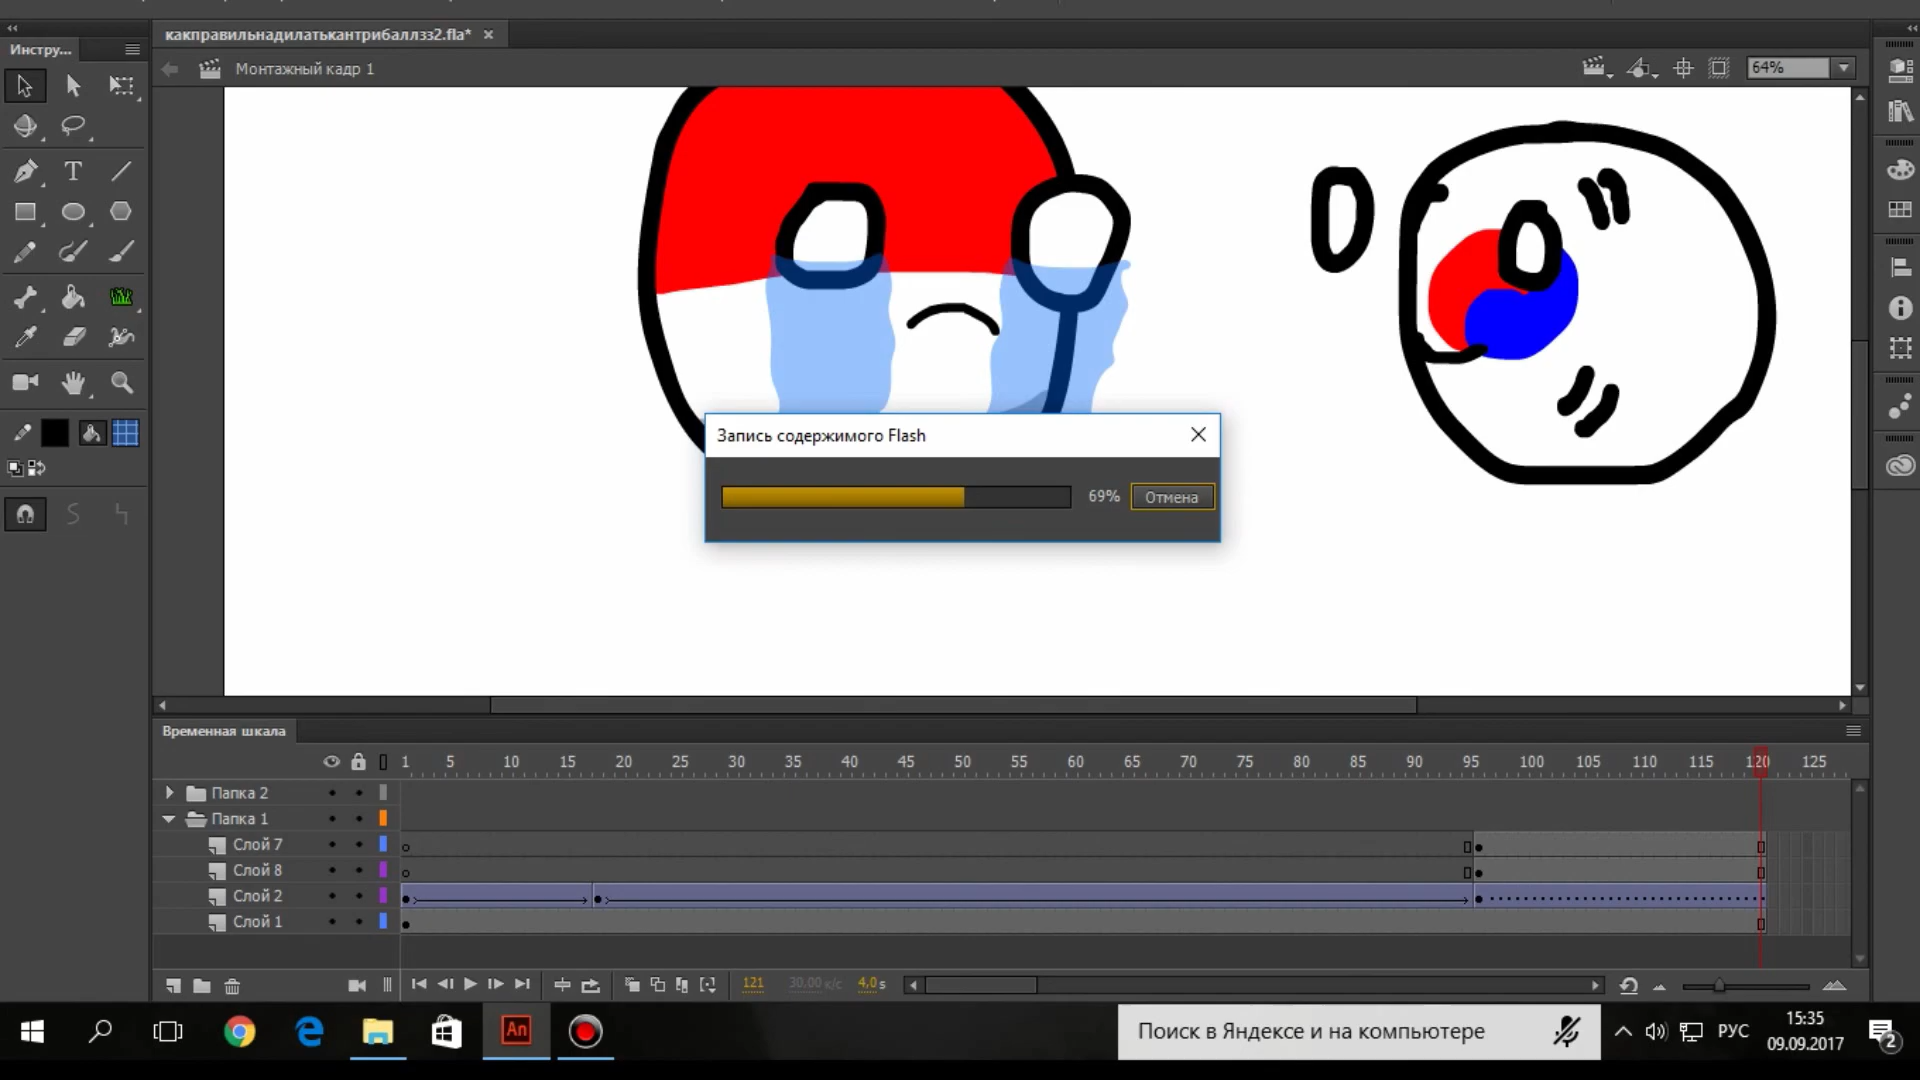 какправильнадилатькантрибаллзз2.fla*
Инстру...
Монтажный кадр 1
64%
Запись содержимого Flash
69%
Отмена
Временная шкала
1 5 10 15 20 25 30 35 40 45 50 55 60 65 70 75 80 85 90 95 100 105 110 115 120 125
Папка 2
Папка 1
Слой 7
Слой 8
Слой 2
Слой 1
121 30.00 к/с 4,0 s
An
Поиск в Яндексе и на компьютере
РУС
15:35
09.09.2017
2